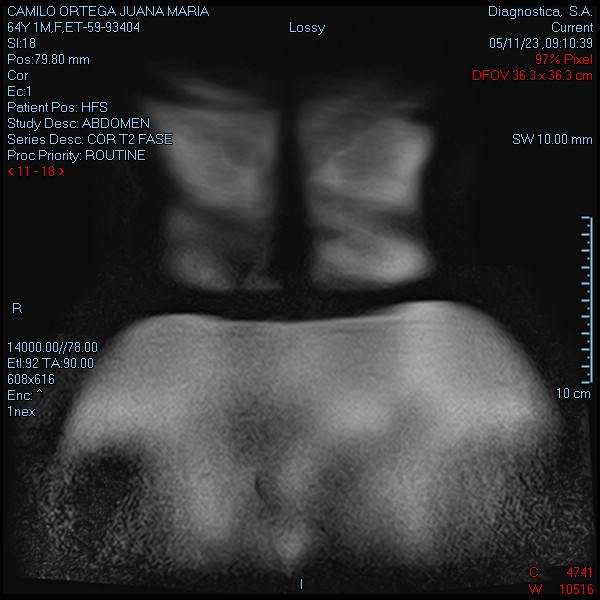 CAMILO ORTEGA JUANA MARIA
64Y 1M,F,ET-59-93404
Sl:18
Pos:79.80 mm
Cor
Ec:1
Patient Pos: HFS
Study Desc: ABDOMEN
Series Desc: COR T2 FASE
Proc Priority: ROUTINE
< 11 - 18 >
Lossy
Diagnostica, S.A.
Current
05/11/23 ,09:10:39
97% Pixel
DFOV 36.3 x 36.3 cm
SW 10.00 mm
R
14000.00//78.00
Etl:92 TA:90.00
608x616
Enc: ^
1nex
10 cm
I
C 4741
W 10516